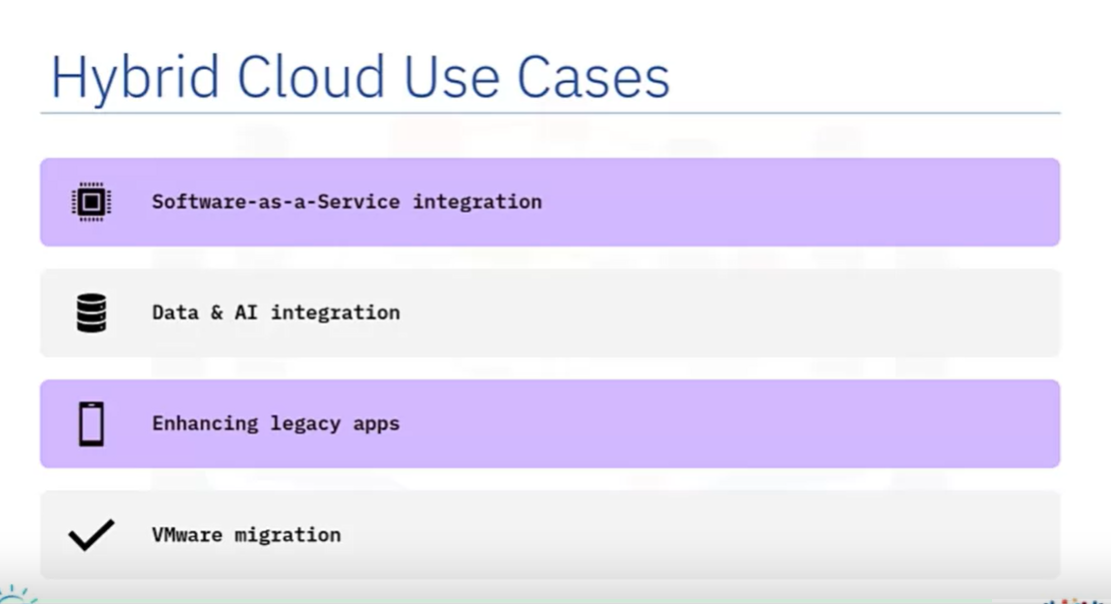 Hybrid Cloud Use Cases
Software-as-a-Service integration
Data & AI integration
Enhancing legacy apps
VMware migration